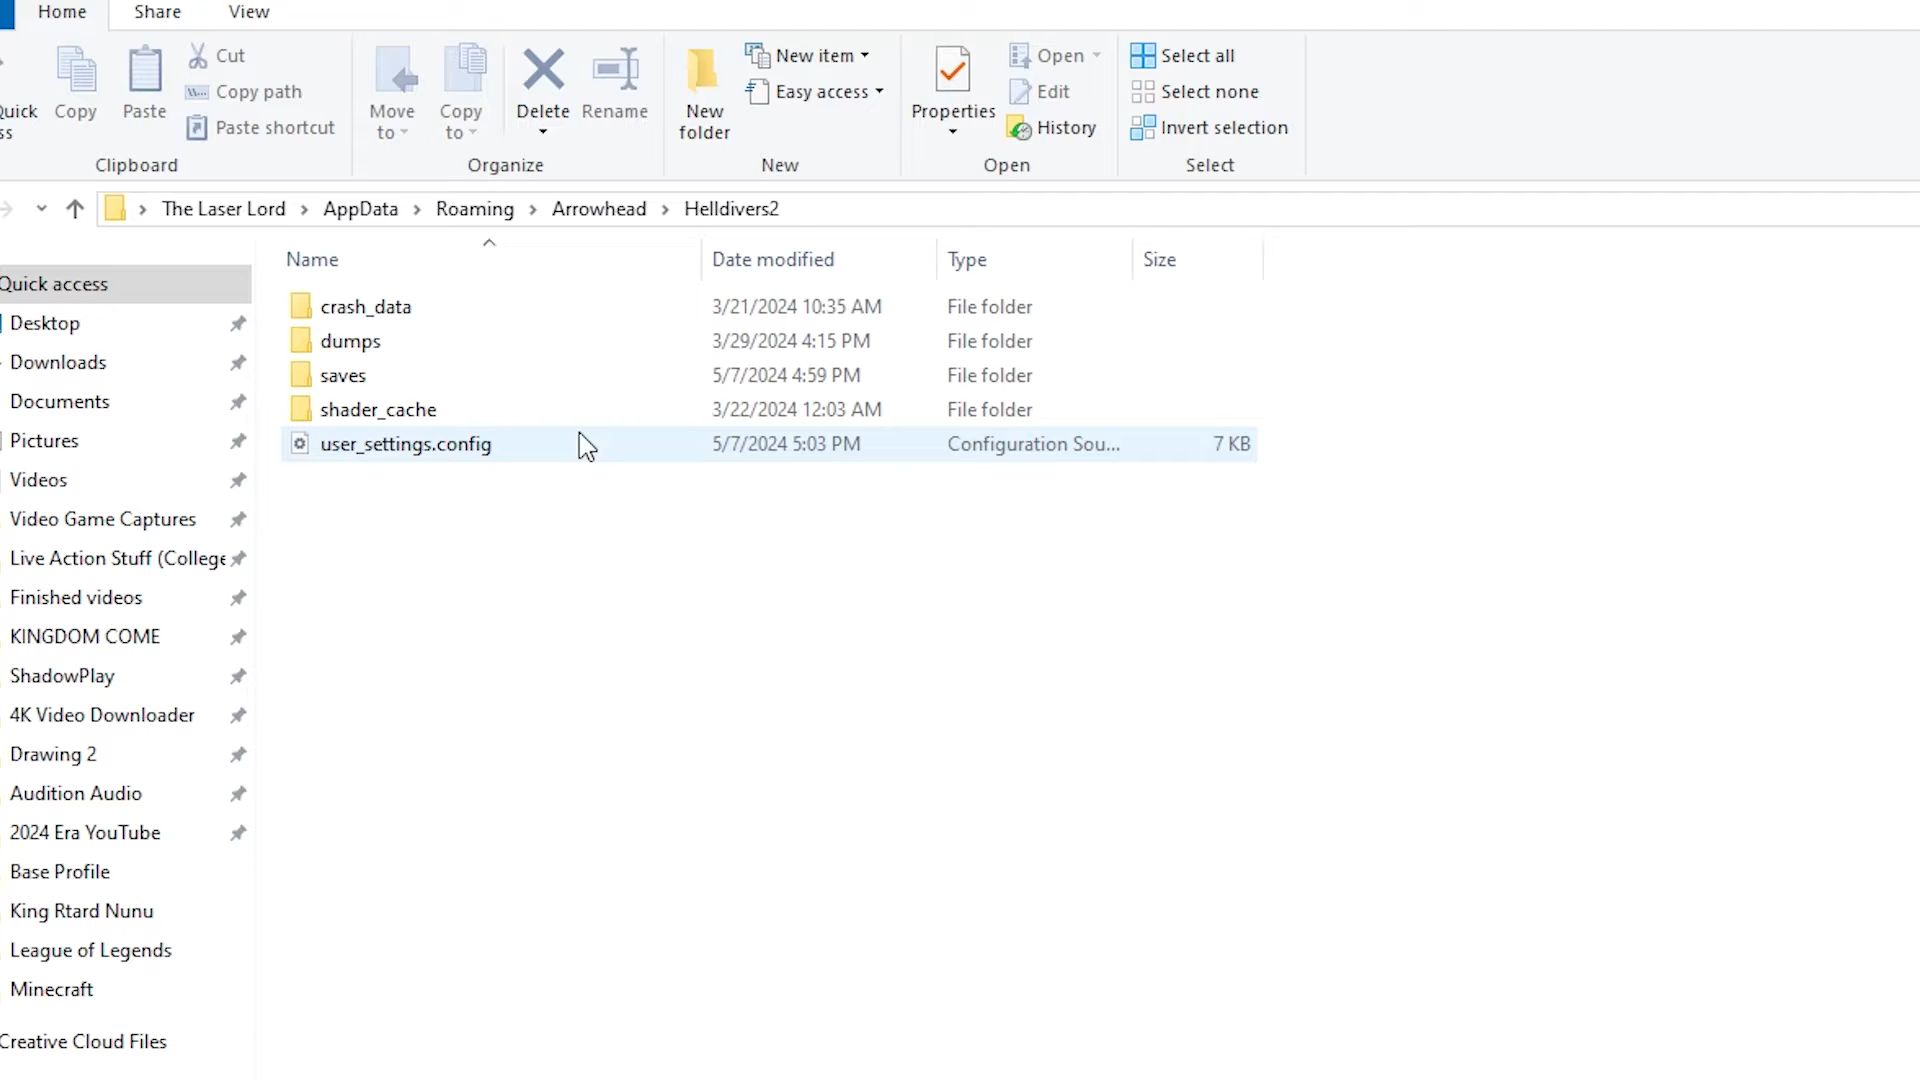 Home Share View
Cut
Copy path
Paste shortcut
Quick
ss
Copy
Paste
Clipboard
Move
to
Copy
to
Delete
Rename
Organize
New
folder
New item
Easy access
New
Properties
Open
Edit
History
Open
Select all
Select none
Invert selection
Select
The Laser Lord > AppData > Roaming > Arrowhead > Helldivers2
Name Date modified Type Size
crash_data 3/21/2024 10:35 AM File folder
dumps 3/29/2024 4:15 PM File folder
saves 5/7/2024 4:59 PM File folder
shader_cache 3/22/2024 12:03 AM File folder
user_settings.config 5/7/2024 5:03 PM Configuration Sou... 7 KB
Quick access
Desktop
Downloads
Documents
Pictures
Videos
Video Game Captures
Live Action Stuff (College
Finished videos
KINGDOM COME
ShadowPlay
4K Video Downloader
Drawing 2
Audition Audio
2024 Era YouTube
Base Profile
King Rtard Nunu
League of Legends
Minecraft
Creative Cloud Files